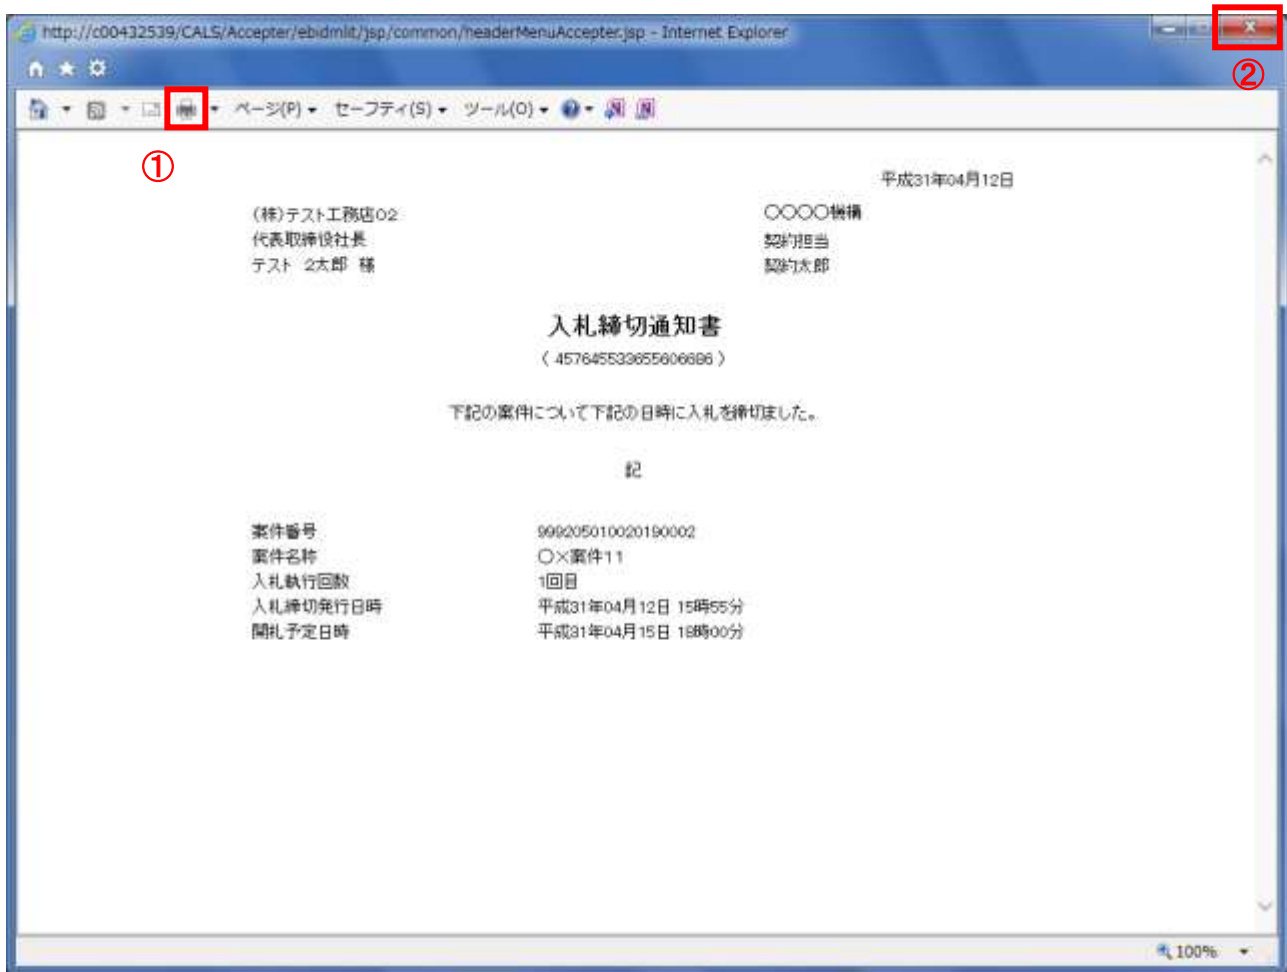 http://c00432539/CALS/Accepter/ebidmlit/jsp/common/headerMenuAccepter.jsp - Internet Explorer
②
ページ(P) セーフティ(S) ツール(O)
①
平成31年04月12日
(株)テスト工務店02
〇〇〇〇機構
代表取締役社長
契約担当
テスト 2太郎 様
契約太郎
入札締切通知書
( 457645533655606686 )
下記の案件について下記の日時に入札を締切ました。
記
案件番号 999205010020190002
案件名称 〇×案件11
入札執行回数 1回目
入札締切発行日時 平成31年04月12日 15時55分
開札予定日時 平成31年04月15日 18時00分
100%